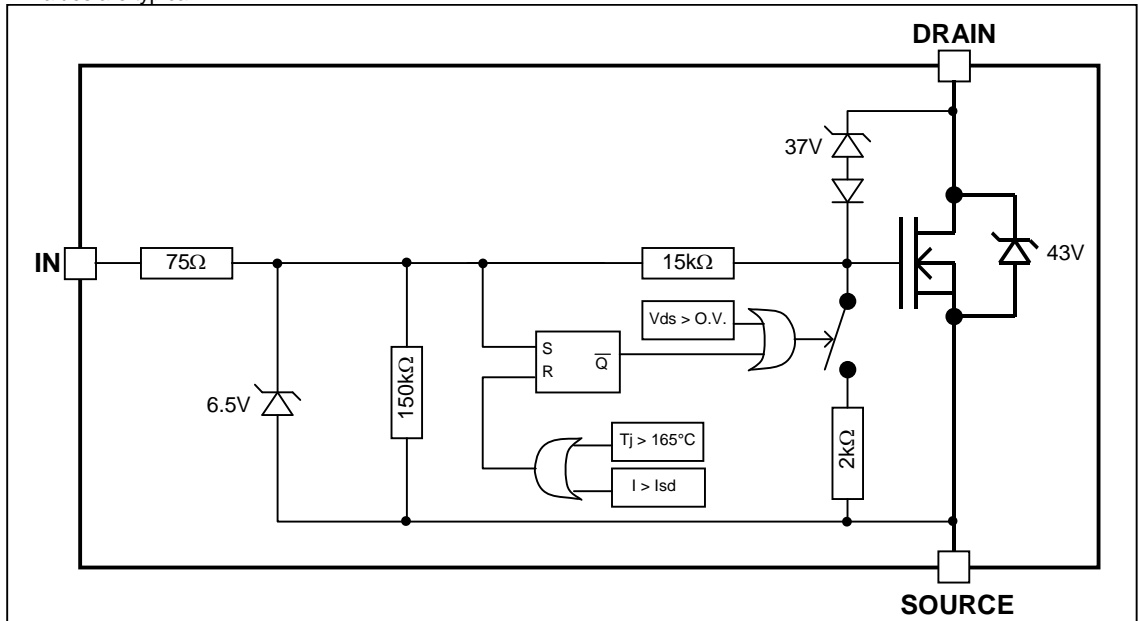 DRAIN
37V
IN
75Ω
15kΩ
43V
Vds > O.V.
S
R
Q
150kΩ
6.5V
Tj > 165°C
I > Isd
2kΩ
SOURCE